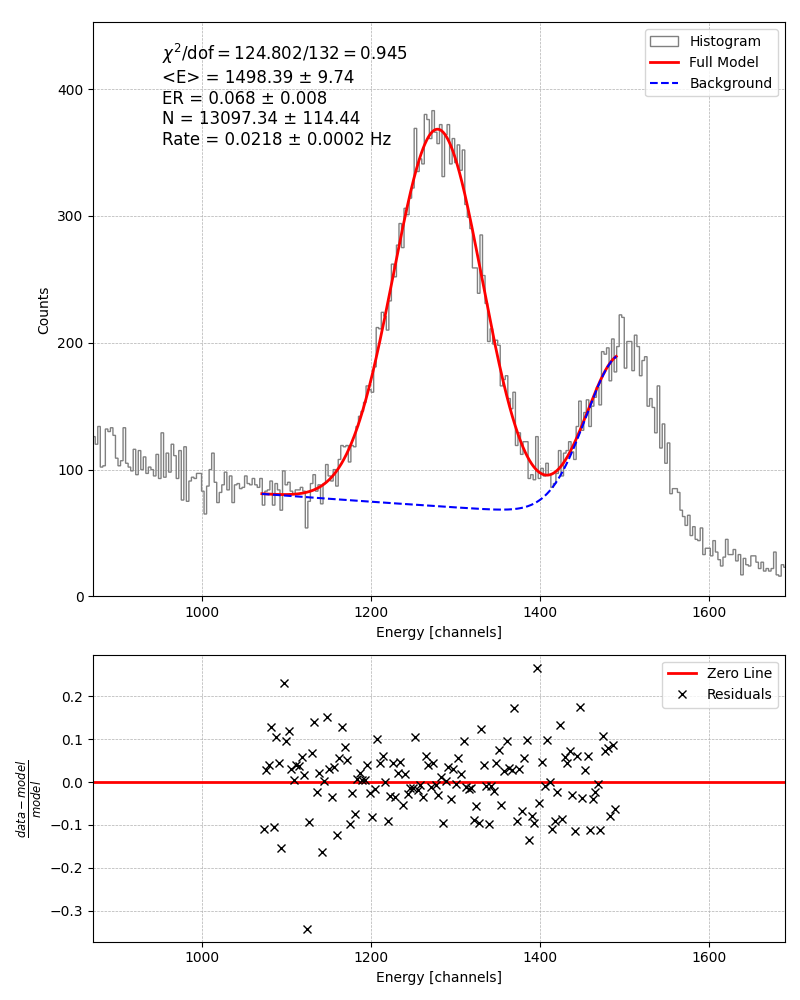 χ²/dof = 124.802/132 = 0.945
<E> = 1498.39 ± 9.74
ER = 0.068 ± 0.008
N = 13097.34 ± 114.44
Rate = 0.0218 ± 0.0002 Hz
Histogram
Full Model
Background
400
300
200
100
0
Counts
1000 1200 1400 1600
Energy [channels]
Zero Line
Residuals
0.2
0.1
0.0
−0.1
−0.2
−0.3
data − model
model
1000 1200 1400 1600
Energy [channels]